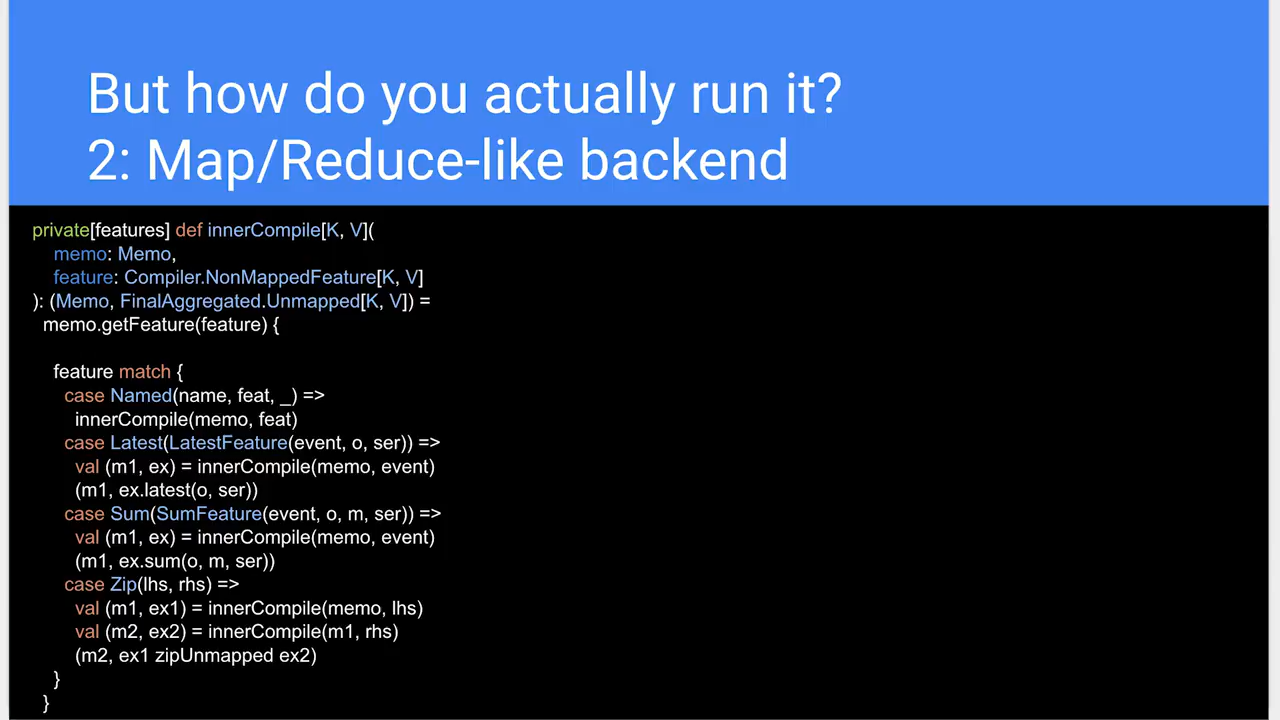 But how do you actually run it?
2: Map/Reduce-like backend
private[features] def innerCompile[K, V](
memo: Memo,
feature: Compiler.NonMappedFeature[K, V]
): (Memo, FinalAggregated.Unmapped[K, V]) =
memo.getFeature(feature) {
feature match {
case Named(name, feat, _) =>
innerCompile(memo, feat)
case Latest(LatestFeature(event, o, ser)) =>
val (m1, ex) = innerCompile(memo, event)
(m1, ex.latest(o, ser))
case Sum(SumFeature(event, o, m, ser)) =>
val (m1, ex) = innerCompile(memo, event)
(m1, ex.sum(o, m, ser))
case Zip(lhs, rhs) =>
val (m1, ex1) = innerCompile(memo, lhs)
val (m2, ex2) = innerCompile(m1, rhs)
(m2, ex1 zipUnmapped ex2)
}
}